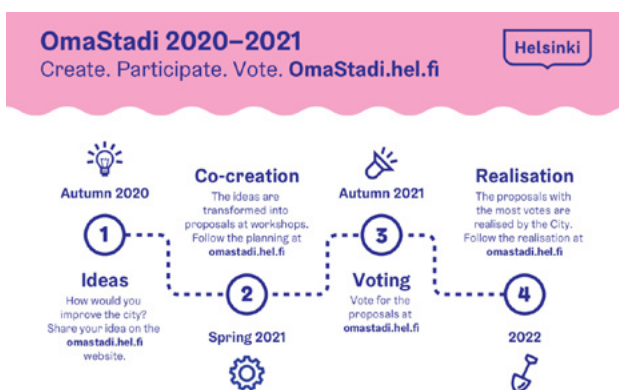 OmaStadi 2020–2021
Create. Participate. Vote. OmaStadi.hel.fi
Helsinki
Autumn 2020
1
Ideas
How would you
improve the city?
Share your idea on the
omastadi.hel.fi
website.
Co-creation
The ideas are
transformed into
proposals at workshops.
Follow the planning at
omastadi.hel.fi
2
Spring 2021
Autumn 2021
3
Voting
Vote for the
proposals at
omastadi.hel.fi
Realisation
The proposals with
the most votes are
realised by the City.
Follow the realisation at
omastadi.hel.fi
4
2022